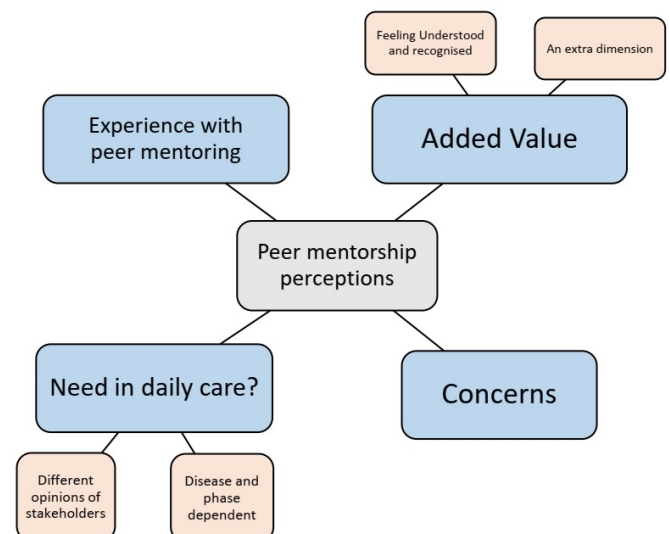 Feeling Understood
and recognised
An extra dimension
Experience with
peer mentoring
Added Value
Peer mentorship
perceptions
Need in daily care?
Concerns
Different
opinions of
stakeholders
Disease and
phase
dependent